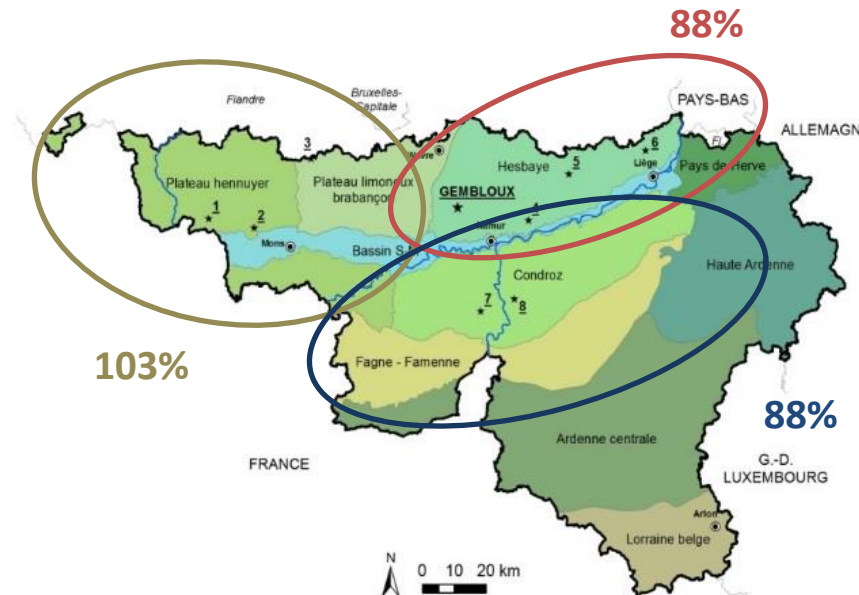 88%
Flandre
Bruxelles-
Capitale
PAYS-BAS
ALLEMAGN
3
6
5
Hesbaye
Liège
Pays de Herve
Plateau hennuyer
Plateau limoneux
brabançon
GEMBLOUX
1
2
4
Mons
Namur
Bassin S.M
Condroz
Haute Ardenne
7
8
103%
Fagne - Famenne
88%
Ardenne centrale
FRANCE
G.-D.
LUXEMBOURG
Arlon
Lorraine belge
N
0 10 20 km